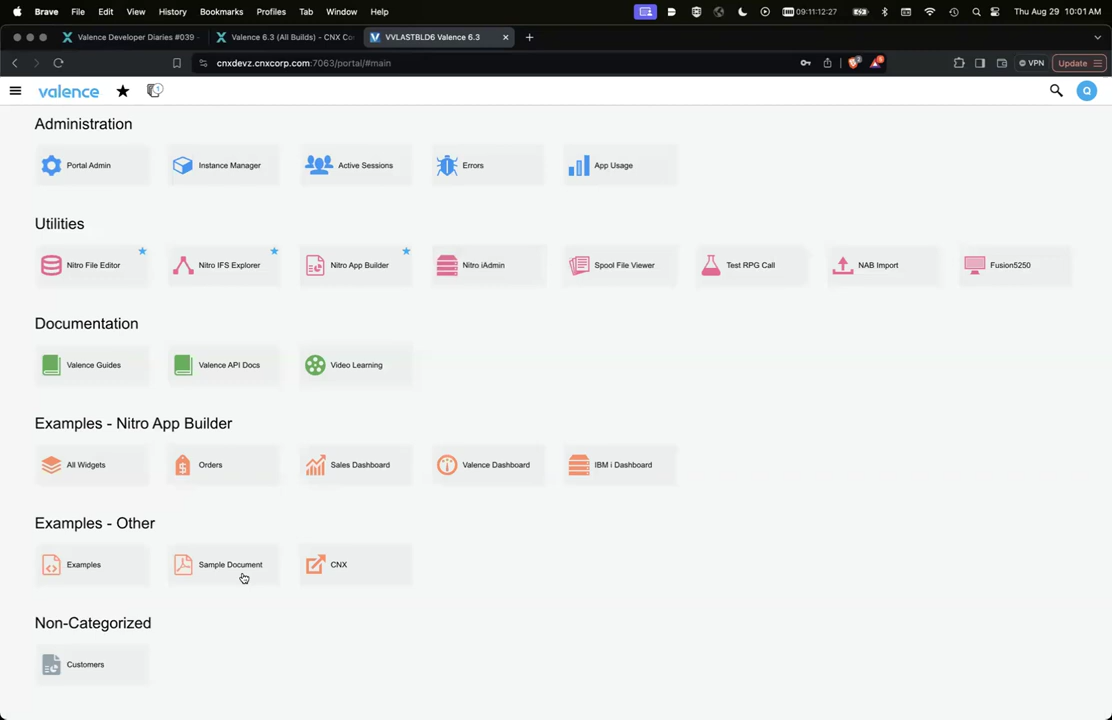 Brave File Edit View History Bookmarks Profiles Tab Window Help 09:11:12:27 Thu Aug 29 10:01 AM
Valence Developer Diaries #039 - Valence 6.3 (All Builds) - CNX Co VVLASTBLD6 Valence 6.3
cnxdevz.cnxcorp.com:7063/portal/#main VPN Update
valence Q
Administration
Portal Admin Instance Manager Active Sessions Errors App Usage
Utilities
Nitro File Editor Nitro IFS Explorer Nitro App Builder Nitro iAdmin Spool File Viewer Test RPG Call NAB Import Fusion5250
Documentation
Valence Guides Valence API Docs Video Learning
Examples - Nitro App Builder
All Widgets Orders Sales Dashboard Valence Dashboard IBM i Dashboard
Examples - Other
Examples Sample Document CNX
Non-Categorized
Customers